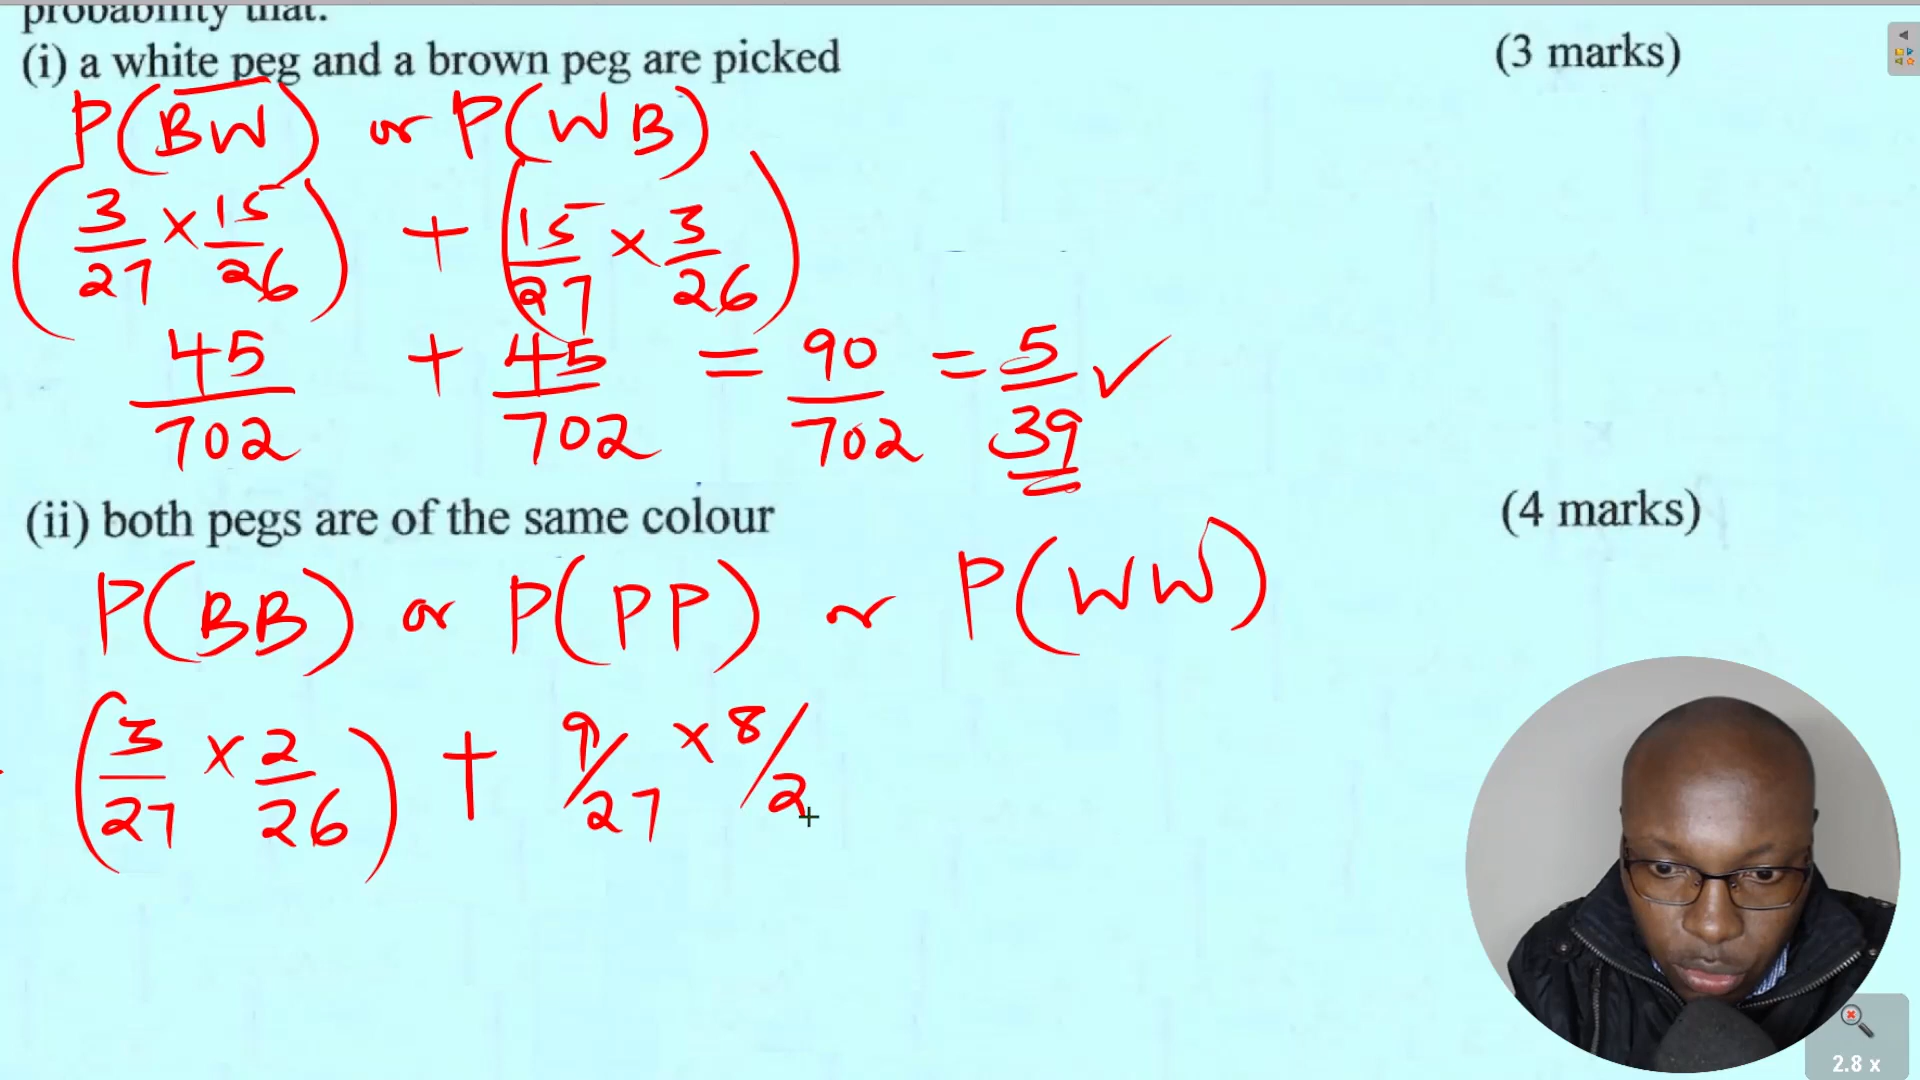 probability that:
(i) a white peg and a brown peg are picked (3 marks)
P(BW) or P(WB)
(3/27 × 15/26) + (15/27 × 3/26)
45/702 + 45/702 = 90/702 = 5/39 ✓
(ii) both pegs are of the same colour (4 marks)
P(BB) or P(PP) or P(WW)
(3/27 × 2/26) + 9/27 × 8/2
2.8 x